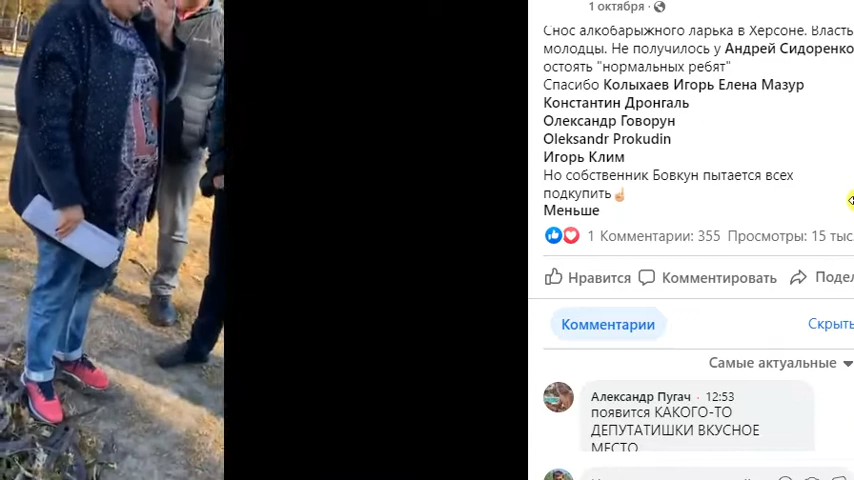 1 октября ·
Снос алкобарыжного ларька в Херсоне. Власть
молодцы. Не получилось у Андрей Сидоренко
остоять "нормальных ребят"
Спасибо Колыхаев Игорь Елена Мазур
Константин Дронгаль
Олександр Говорун
Oleksandr Prokudin
Игорь Клим
Но собственник Бовкун пытается всех
подкупить☝🏻
Меньше
1 Комментарии: 355 Просмотры: 15 тыс.
Нравится Комментировать Подел
Комментарии Скрыть
Самые актуальные
Александр Пугач · 12:53
появится КАКОГО-ТО
ДЕПУТАТИШКИ ВКУСНОЕ
МЕСТО